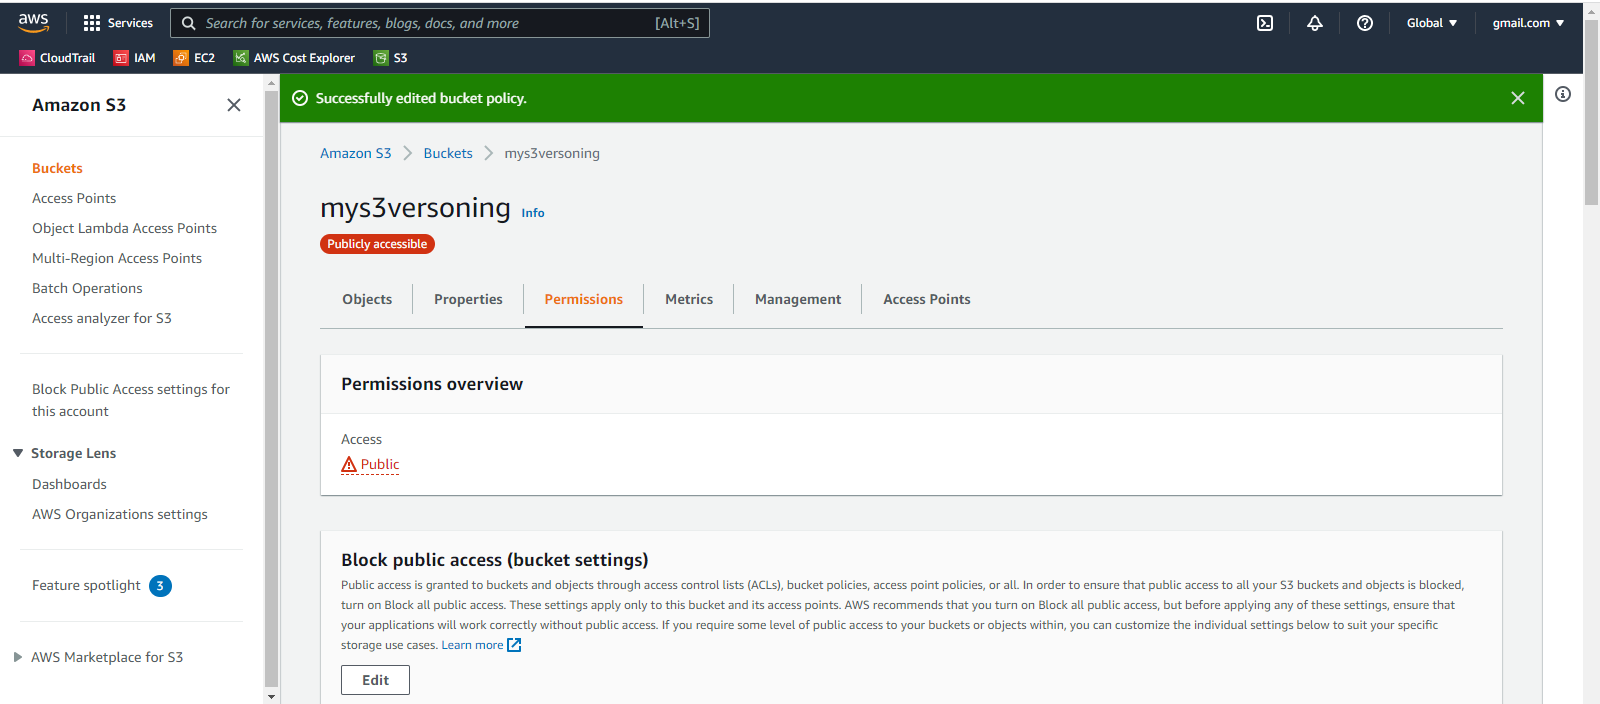 aws
Services
Search for services, features, blogs, docs, and more
[Alt+S]
Global
gmail.com
CloudTrail
IAM
EC2
AWS Cost Explorer
S3
Amazon S3
Buckets
Access Points
Object Lambda Access Points
Multi-Region Access Points
Batch Operations
Access analyzer for S3
Block Public Access settings for
this account
Storage Lens
Dashboards
AWS Organizations settings
Feature spotlight 3
AWS Marketplace for S3
Successfully edited bucket policy.
Amazon S3 Buckets mys3versoning
mys3versoning Info
Publicly accessible
Objects Properties Permissions Metrics Management Access Points
Permissions overview
Access
Public
Block public access (bucket settings)
Public access is granted to buckets and objects through access control lists (ACLs), bucket policies, access point policies, or all. In order to ensure that public access to all your S3 buckets and objects is blocked,
turn on Block all public access. These settings apply only to this bucket and its access points. AWS recommends that you turn on Block all public access, but before applying any of these settings, ensure that
your applications will work correctly without public access. If you require some level of public access to your buckets or objects within, you can customize the individual settings below to suit your specific
storage use cases. Learn more
Edit